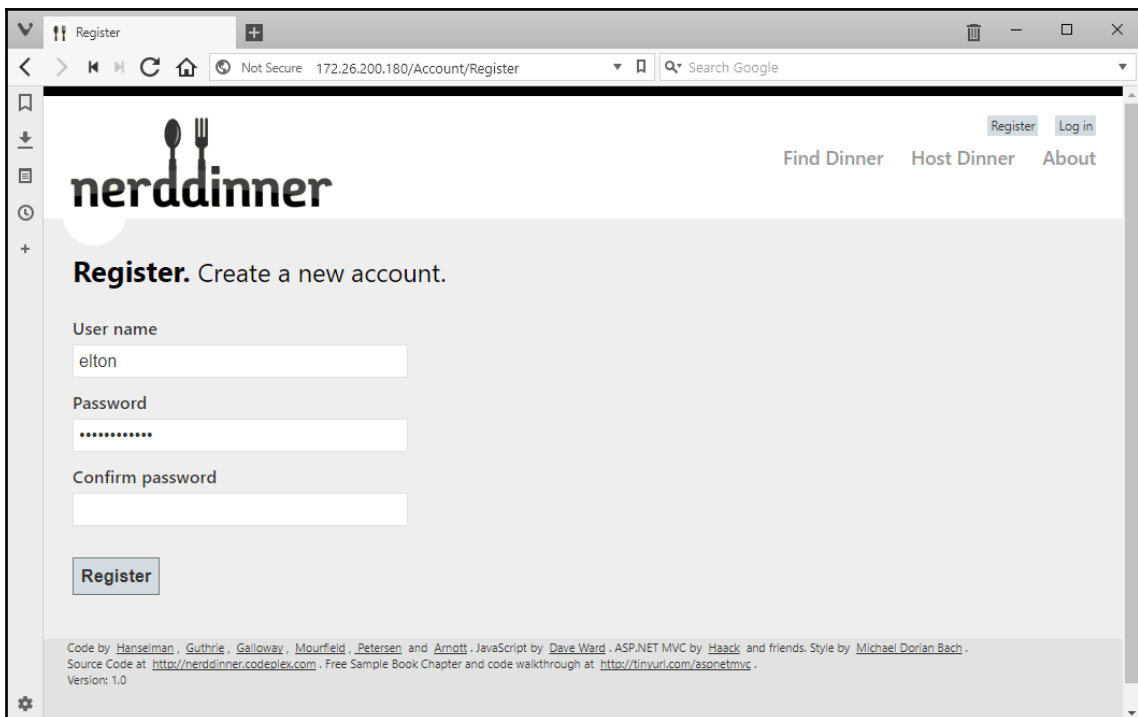 Register
Not Secure 172.26.200.180/Account/Register
Search Google
Register Log in
nerddinner
Find Dinner Host Dinner About
Register. Create a new account.
User name
elton
Password
••••••••••••
Confirm password
Register
Code by Hanselman , Guthrie , Galloway , Mourfield , Petersen and Arnott . JavaScript by Dave Ward . ASP.NET MVC by Haack and friends. Style by Michael Dorian Bach .
Source Code at http://nerddinner.codeplex.com . Free Sample Book Chapter and code walkthrough at http://tinyurl.com/aspnetmvc .
Version: 1.0